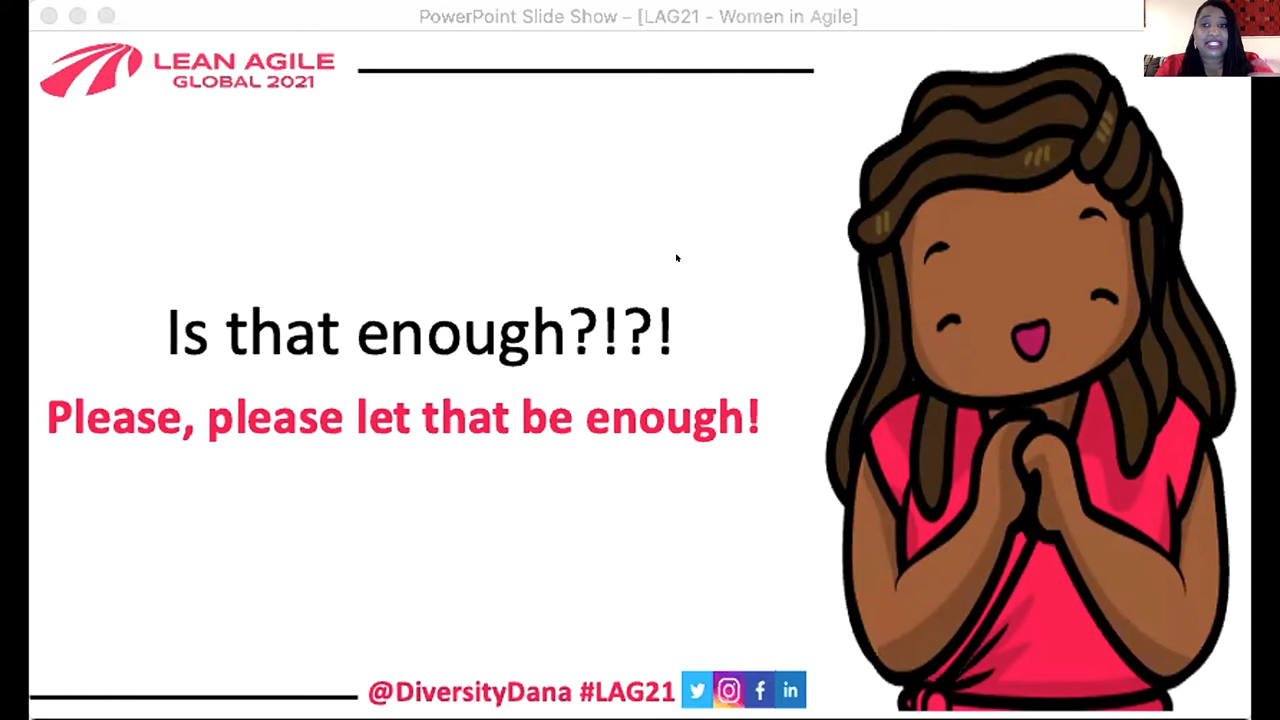 PowerPoint Slide Show – [LAG21 - Women in Agile]
LEAN AGILE
GLOBAL 2021
Is that enough?!?!
Please, please let that be enough!
@DiversityDana #LAG21